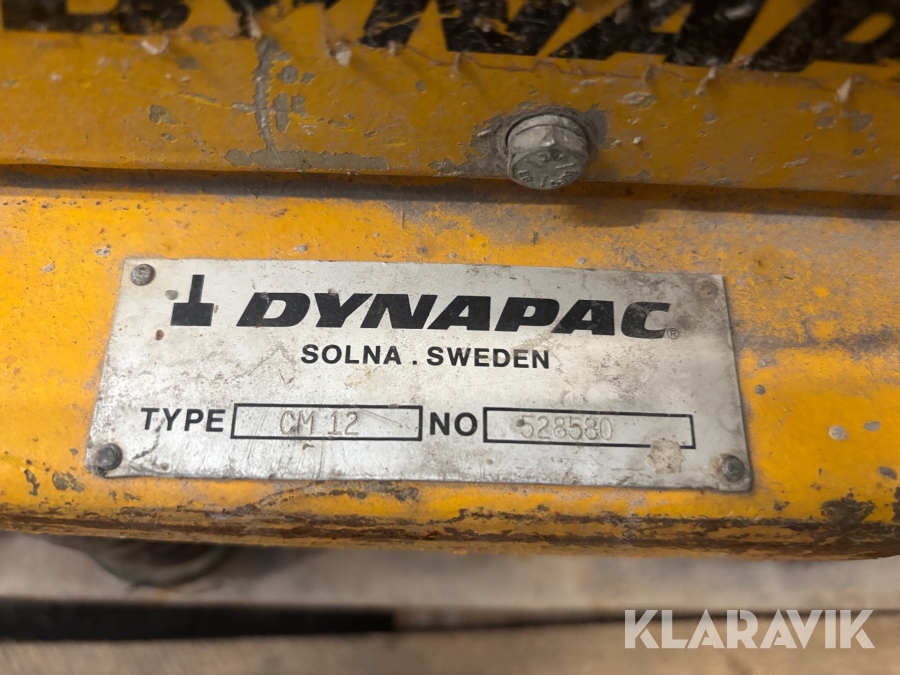 DYNAPAC®
SOLNA . SWEDEN
TYPE CM 12 NO 528580
KLARAVIK